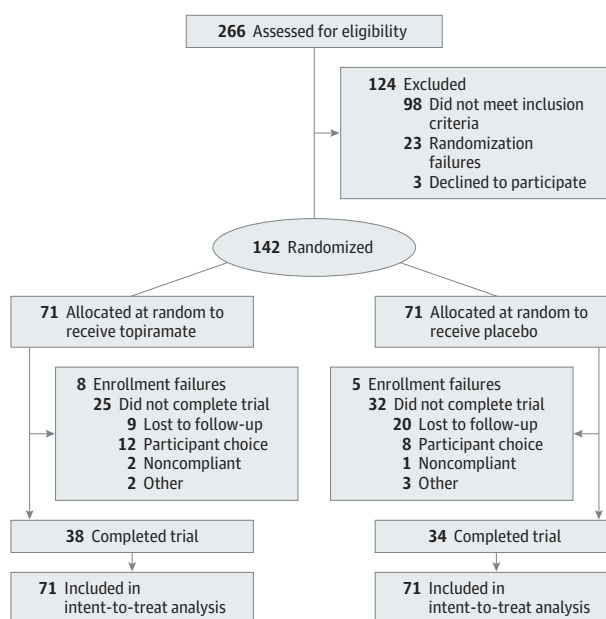 266 Assessed for eligibility
124 Excluded
98 Did not meet inclusion
criteria
23 Randomization
failures
3 Declined to participate
142 Randomized
71 Allocated at random to
receive topiramate
71 Allocated at random to
receive placebo
8 Enrollment failures
25 Did not complete trial
9 Lost to follow-up
12 Participant choice
2 Noncompliant
2 Other
5 Enrollment failures
32 Did not complete trial
20 Lost to follow-up
8 Participant choice
1 Noncompliant
3 Other
38 Completed trial
34 Completed trial
71 Included in
intent-to-treat analysis
71 Included in
intent-to-treat analysis